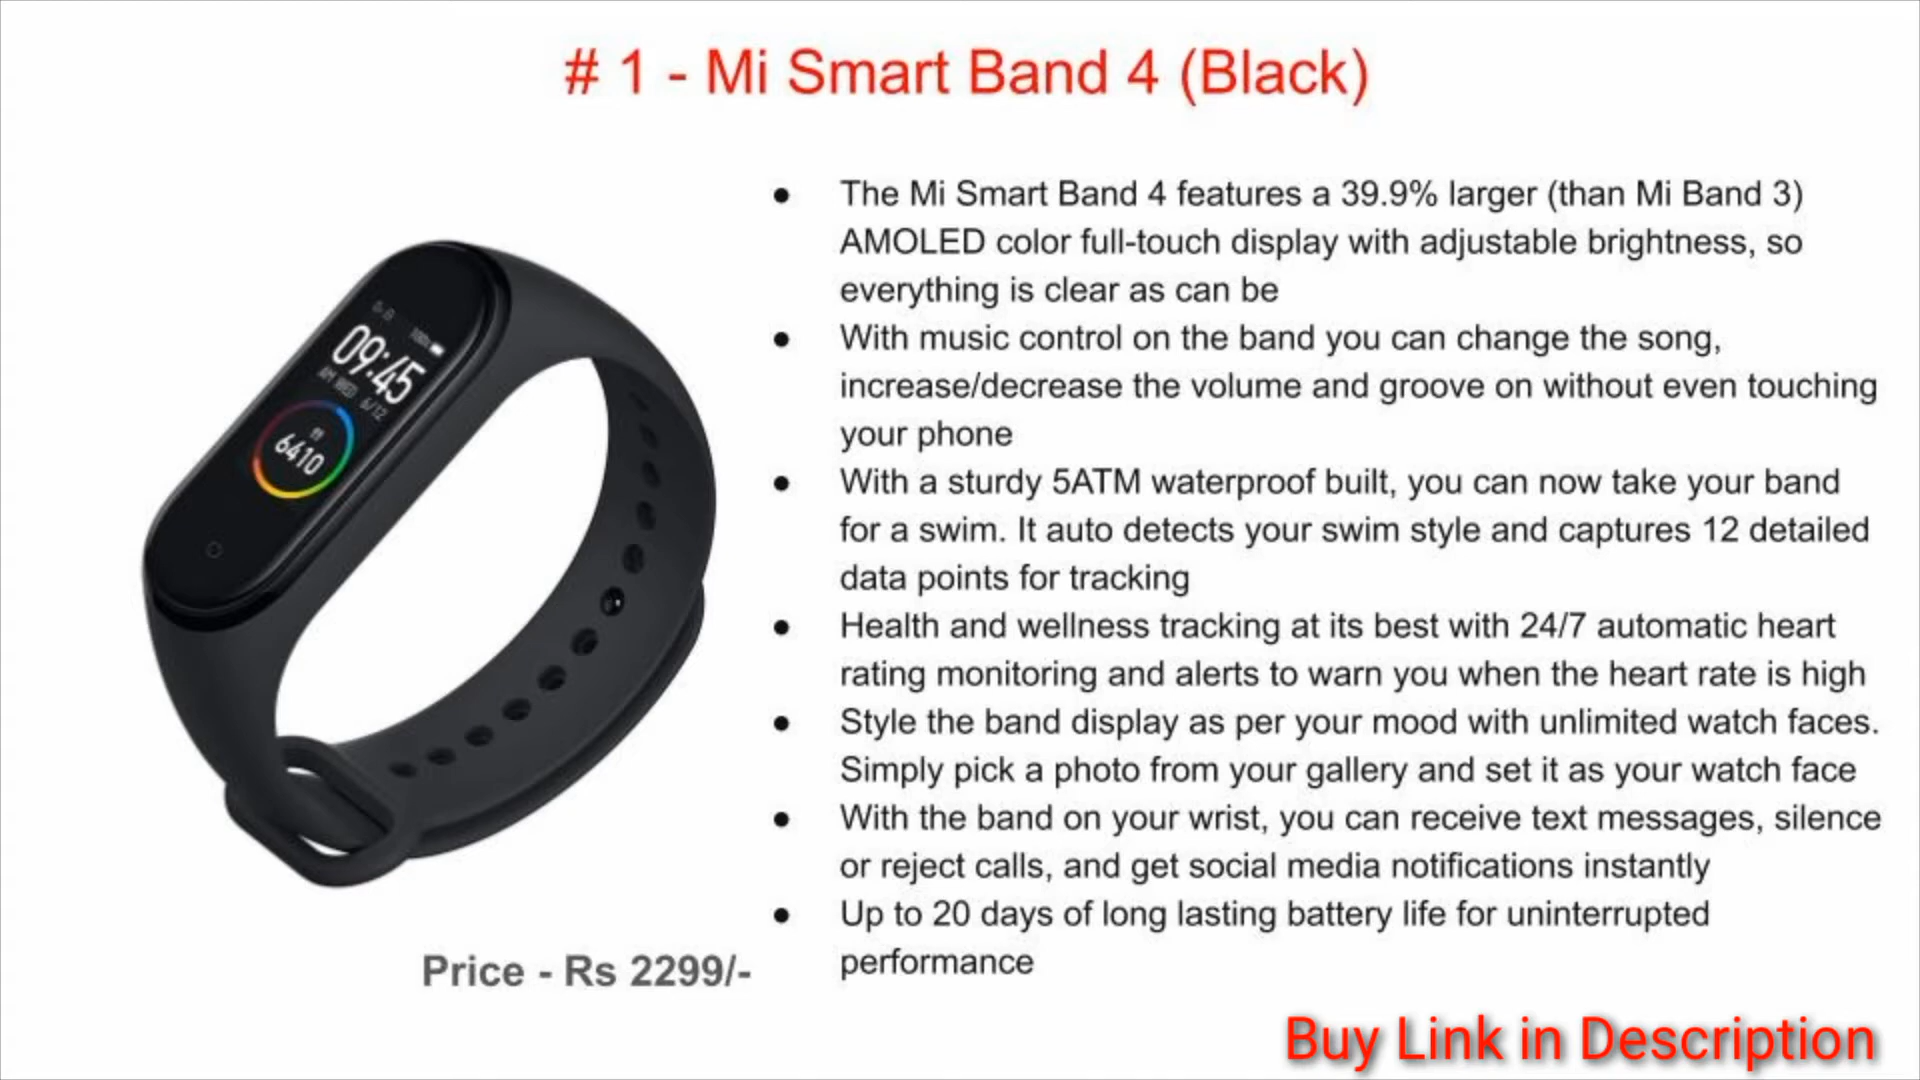 # 1 - Mi Smart Band 4 (Black)
● The Mi Smart Band 4 features a 39.9% larger (than Mi Band 3)
AMOLED color full-touch display with adjustable brightness, so
everything is clear as can be
● With music control on the band you can change the song,
increase/decrease the volume and groove on without even touching
your phone
● With a sturdy 5ATM waterproof built, you can now take your band
for a swim. It auto detects your swim style and captures 12 detailed
data points for tracking
● Health and wellness tracking at its best with 24/7 automatic heart
rating monitoring and alerts to warn you when the heart rate is high
● Style the band display as per your mood with unlimited watch faces.
Simply pick a photo from your gallery and set it as your watch face
● With the band on your wrist, you can receive text messages, silence
or reject calls, and get social media notifications instantly
● Up to 20 days of long lasting battery life for uninterrupted
performance
100%
09:45
AM WED 6/12
6410
Price - Rs 2299/-
Buy Link in Description